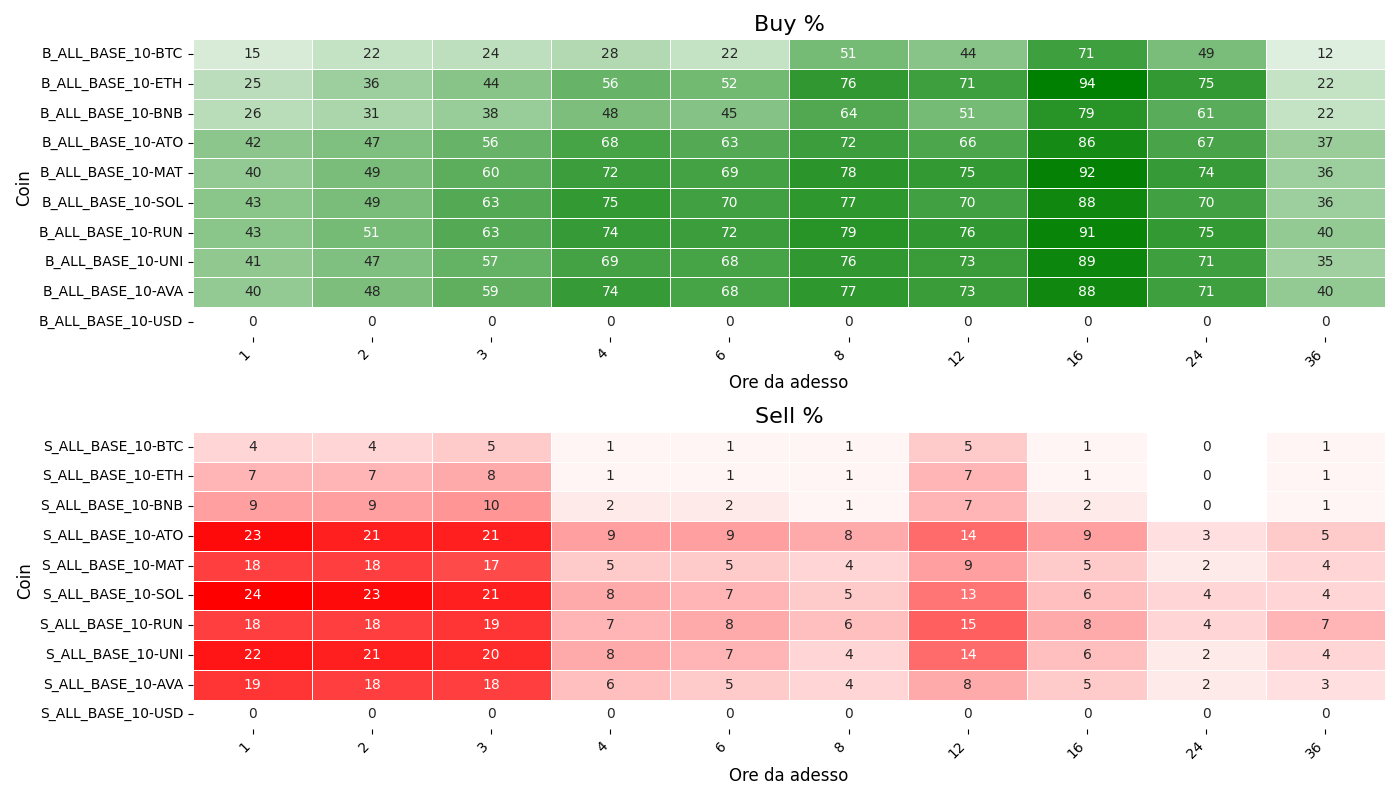 Buy %
Coin
B_ALL_BASE_10-BTC 15 22 24 28 22 51 44 71 49 12
B_ALL_BASE_10-ETH 25 36 44 56 52 76 71 94 75 22
B_ALL_BASE_10-BNB 26 31 38 48 45 64 51 79 61 22
B_ALL_BASE_10-ATO 42 47 56 68 63 72 66 86 67 37
B_ALL_BASE_10-MAT 40 49 60 72 69 78 75 92 74 36
B_ALL_BASE_10-SOL 43 49 63 75 70 77 70 88 70 36
B_ALL_BASE_10-RUN 43 51 63 74 72 79 76 91 75 40
B_ALL_BASE_10-UNI 41 47 57 69 68 76 73 89 71 35
B_ALL_BASE_10-AVA 40 48 59 74 68 77 73 88 71 40
B_ALL_BASE_10-USD 0 0 0 0 0 0 0 0 0 0
1 2 3 4 6 8 12 16 24 36
Ore da adesso
Sell %
Coin
S_ALL_BASE_10-BTC 4 4 5 1 1 1 5 1 0 1
S_ALL_BASE_10-ETH 7 7 8 1 1 1 7 1 0 1
S_ALL_BASE_10-BNB 9 9 10 2 2 1 7 2 0 1
S_ALL_BASE_10-ATO 23 21 21 9 9 8 14 9 3 5
S_ALL_BASE_10-MAT 18 18 17 5 5 4 9 5 2 4
S_ALL_BASE_10-SOL 24 23 21 8 7 5 13 6 4 4
S_ALL_BASE_10-RUN 18 18 19 7 8 6 15 8 4 7
S_ALL_BASE_10-UNI 22 21 20 8 7 4 14 6 2 4
S_ALL_BASE_10-AVA 19 18 18 6 5 4 8 5 2 3
S_ALL_BASE_10-USD 0 0 0 0 0 0 0 0 0 0
1 2 3 4 6 8 12 16 24 36
Ore da adesso